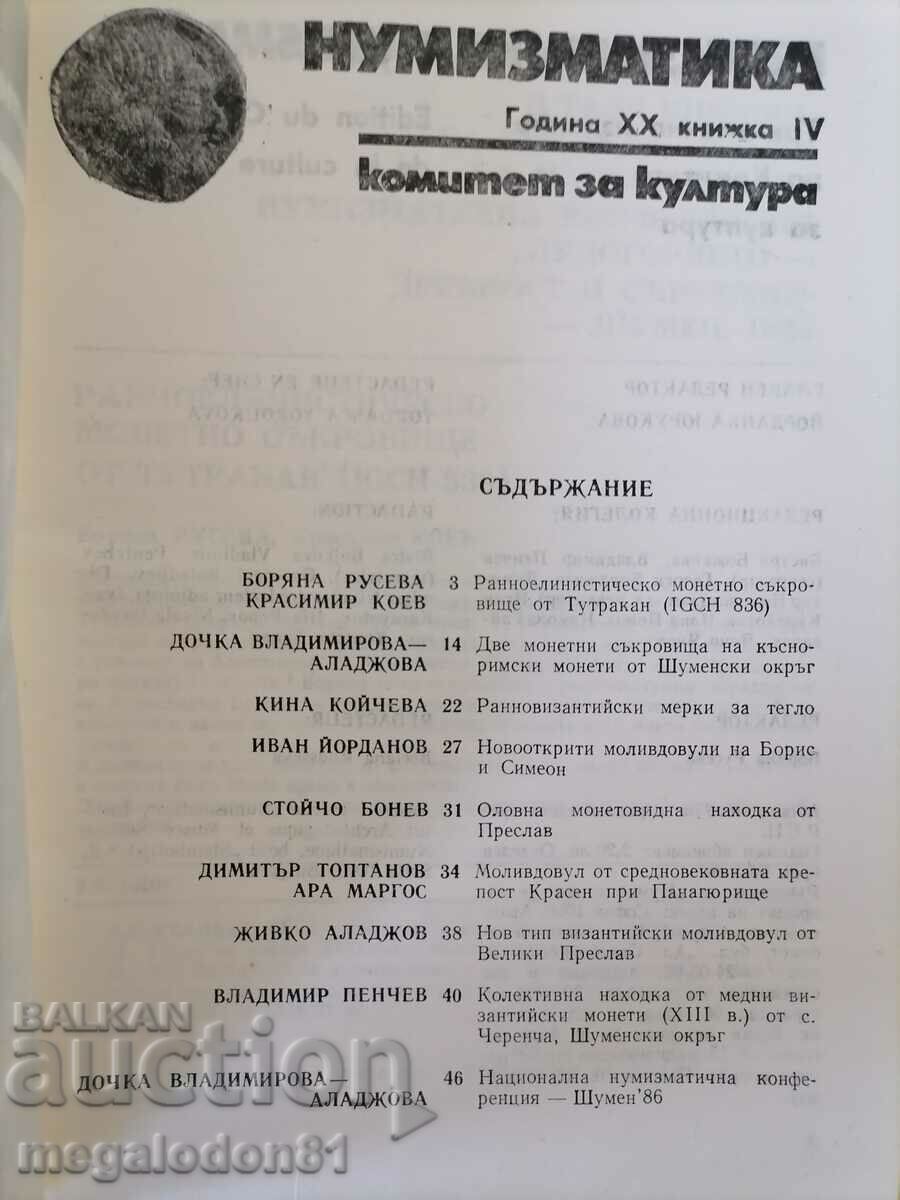 НУМИЗМАТИКА
Година XX книжка IV
комитет за култура
СЪДЪРЖАНИЕ
БОРЯНА РУСЕВА 3 Ранноелинистическо монетно съкро-
КРАСИМИР КОЕВ вище от Тутракан (IGCH 836)
ДОЧКА ВЛАДИМИРОВА— 14 Две монетни съкровища на късно-
АЛАДЖОВА римски монети от Шуменски окръг
КИНА КОЙЧЕВА 22 Ранновизантийски мерки за тегло
ИВАН ЙОРДАНОВ 27 Новооткрити моливдовули на Борис
и Симеон
СТОЙЧО БОНЕВ 31 Оловна монетовидна находка от
Преслав
ДИМИТЪР ТОПТАНОВ 34 Моливдовул от средновековната кре-
АРА МАРГОС пост Красен при Панагюрище
ЖИВКО АЛАДЖОВ 38 Нов тип византийски моливдовул от
Велики Преслав
ВЛАДИМИР ПЕНЧЕВ 40 Колективна находка от медни ви-
зантийски монети (XIII в.) от с.
Черенча, Шуменски окръг
ДОЧКА ВЛАДИМИРОВА— 46 Национална нумизматична конфе-
АЛАДЖОВА ренция — Шумен'86
BALKAN
auction
megalodon81